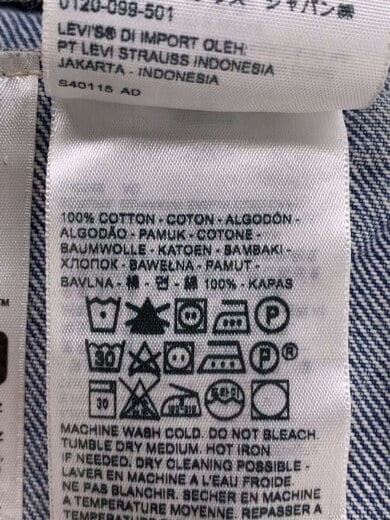 0120-099-501
LEVI'S® DI IMPORT OLEH:
PT LEVI STRAUSS INDONESIA
JAKARTA - INDONESIA
S40115 AD
100% COTTON - COTON - ALGODÓN -
ALGODÃO - PAMUK - COTONE -
BAUMWOLLE - KATOEN - BAMBAKI -
ХЛОПОК - BAWEŁNA - PAMUT -
BAVLNA - 棉 - 면 - 綿 100% - KAPAS
P
30 P®
30
MACHINE WASH COLD. DO NOT BLEACH.
TUMBLE DRY MEDIUM. HOT IRON
IF NEEDED. DRY CLEANING POSSIBLE -
LAVER EN MACHINE A L'EAU FROIDE.
NE PAS BLANCHIR. SECHER EN MACHINE
A TEMPERATURE MOYENNE. REPASSER A